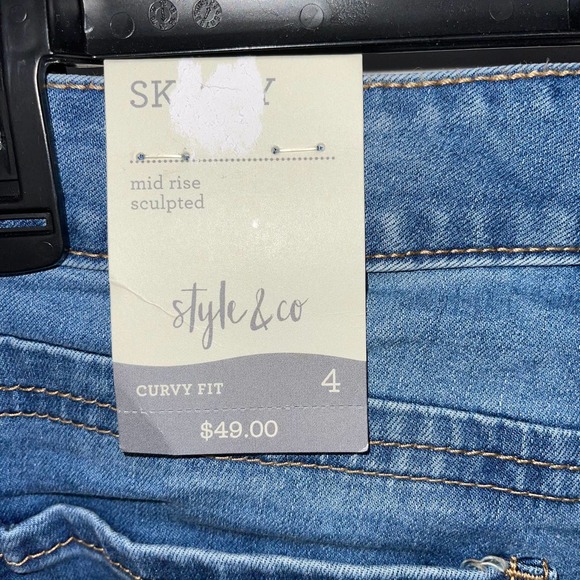 mid rise
sculpted
style & co
CURVY FIT 4
$49.00